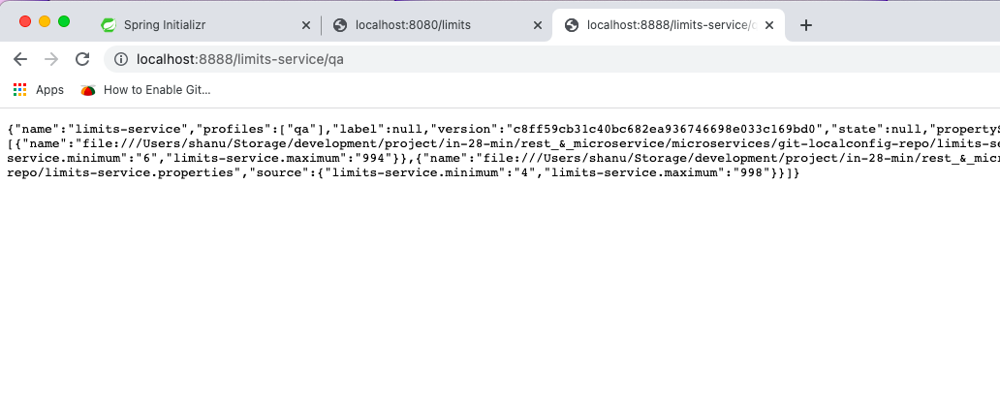 Spring Initializr
localhost:8080/limits
localhost:8888/limits-service/
localhost:8888/limits-service/qa
Apps
How to Enable Git...
{"name":"limits-service","profiles":["qa"],"label":null,"version":"c8ff59cb31c40bc682ea936746698e033c169bd0","state":null,"propertyS
[{"name":"file:///Users/shanu/Storage/development/project/in-28-min/rest_&_microservice/microservices/git-localconfig-repo/limits-se
service.minimum":"6","limits-service.maximum":"994"}},{"name":"file:///Users/shanu/Storage/development/project/in-28-min/rest_&_micr
repo/limits-service.properties","source":{"limits-service.minimum":"4","limits-service.maximum":"998"}}]}